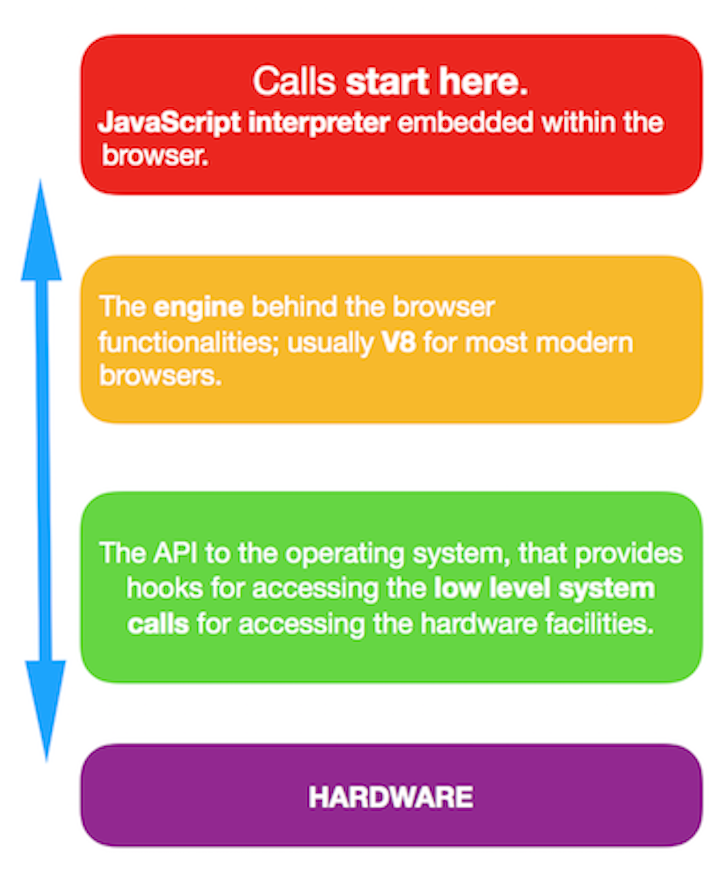 Calls start here.
JavaScript interpreter embedded within the
browser.
The engine behind the browser
functionalities; usually V8 for most modern
browsers.
The API to the operating system, that provides
hooks for accessing the low level system
calls for accessing the hardware facilities.
HARDWARE